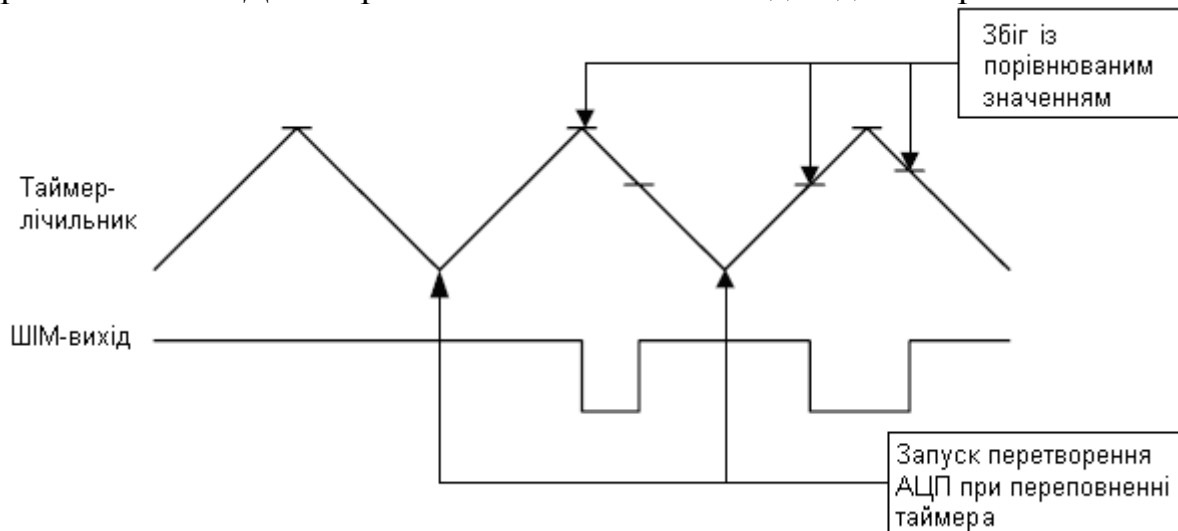 Збіг із
порівнюваним
значенням
Таймер-
лічильник
ШІМ-вихід
Запуск перетворення
АЦП при переповненні
таймера